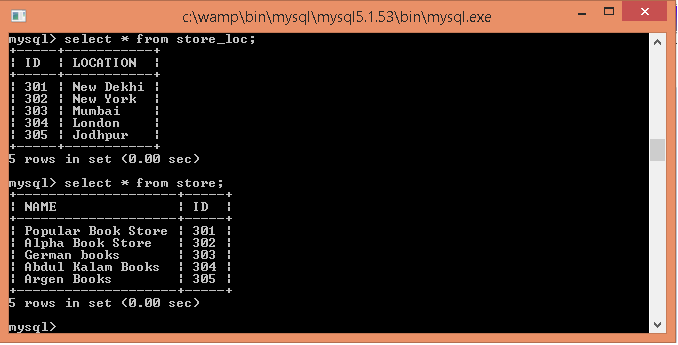 c:\wamp\bin\mysql\mysql5.1.53\bin\mysql.exe
mysql> select * from store_loc;
+-----+-----------+
| ID  | LOCATION  |
+-----+-----------+
| 301 | New Dekhi |
| 302 | New York  |
| 303 | Mumbai    |
| 304 | London    |
| 305 | Jodhpur   |
+-----+-----------+
5 rows in set (0.00 sec)
mysql> select * from store;
+--------------------+-----+
| NAME               | ID  |
+--------------------+-----+
| Popular Book Store | 301 |
| Alpha Book Store   | 302 |
| German books       | 303 |
| Abdul Kalam Books  | 304 |
| Argen Books        | 305 |
+--------------------+-----+
5 rows in set (0.00 sec)
mysql>